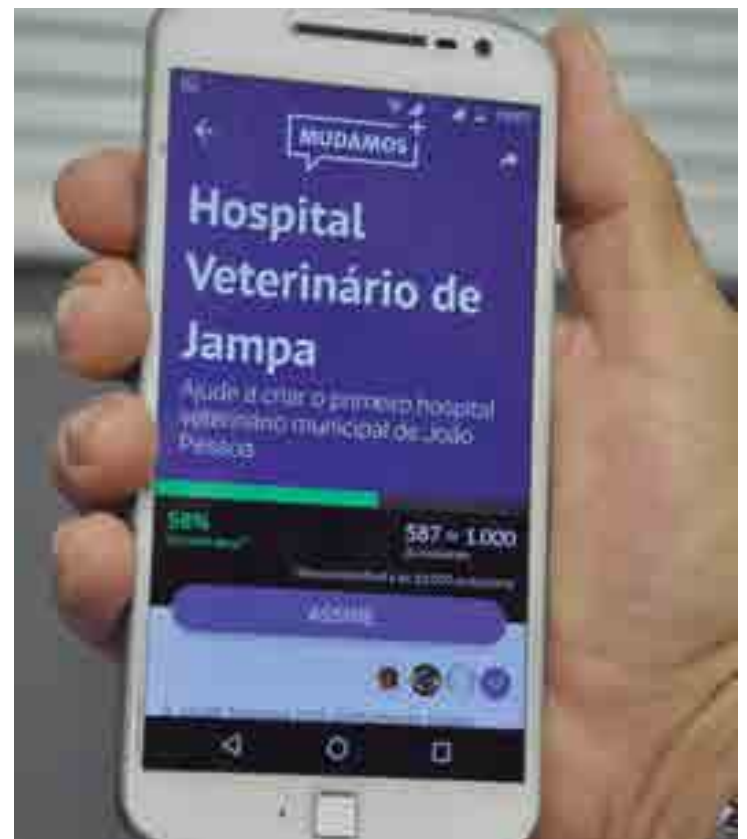 MUDAMOS
Hospital
Veterinário de
Jampa
Ajude a criar o primeiro hospital
veterinário municipal de João
Pessoa
58%
587 1.000
ASSINE